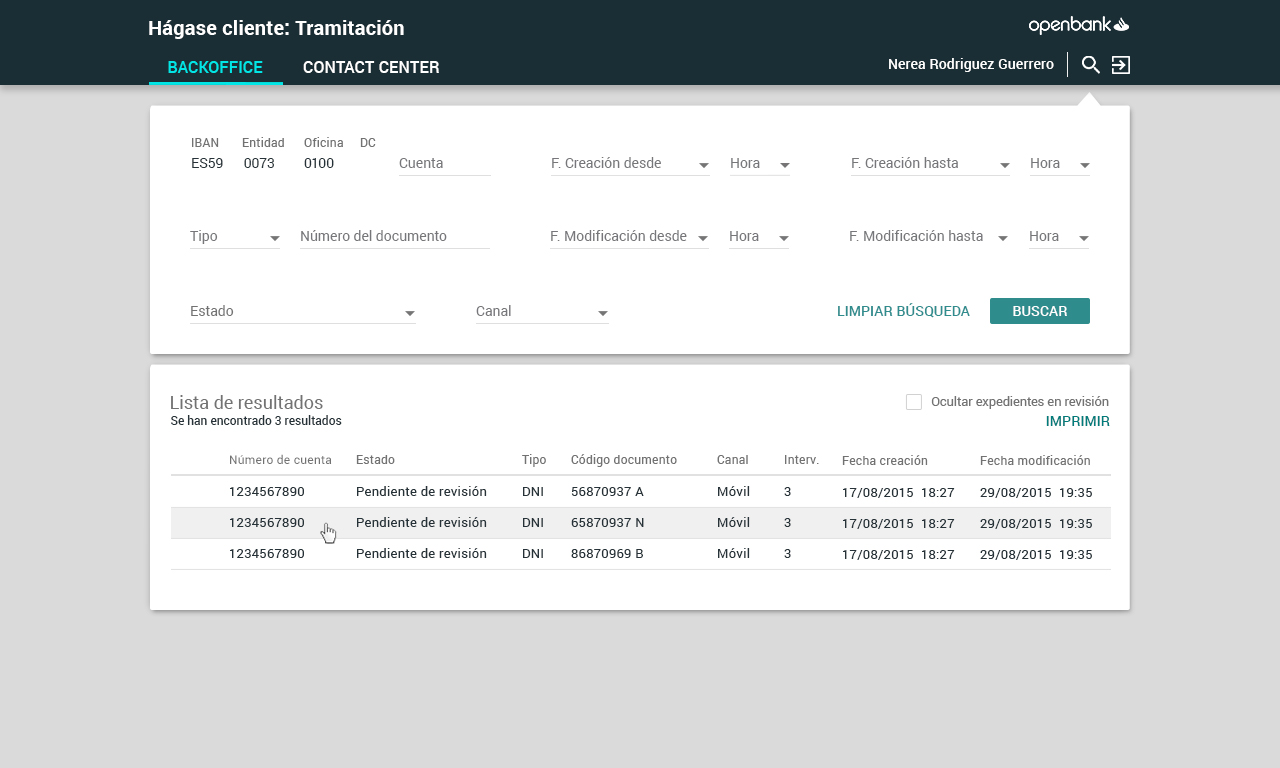 Hágase cliente: Tramitación
openbank
BACKOFFICE CONTACT CENTER
Nerea Rodriguez Guerrero
IBAN Entidad Oficina DC
ES59 0073 0100 Cuenta F. Creación desde Hora F. Creación hasta Hora
Tipo Número del documento F. Modificación desde Hora F. Modificación hasta Hora
Estado Canal LIMPIAR BÚSQUEDA BUSCAR
Lista de resultados
Se han encontrado 3 resultados
Ocultar expedientes en revisión
IMPRIMIR
Número de cuenta Estado Tipo Código documento Canal Interv. Fecha creación Fecha modificación
1234567890 Pendiente de revisión DNI 56870937 A Móvil 3 17/08/2015 18:27 29/08/2015 19:35
1234567890 Pendiente de revisión DNI 65870937 N Móvil 3 17/08/2015 18:27 29/08/2015 19:35
1234567890 Pendiente de revisión DNI 86870969 B Móvil 3 17/08/2015 18:27 29/08/2015 19:35